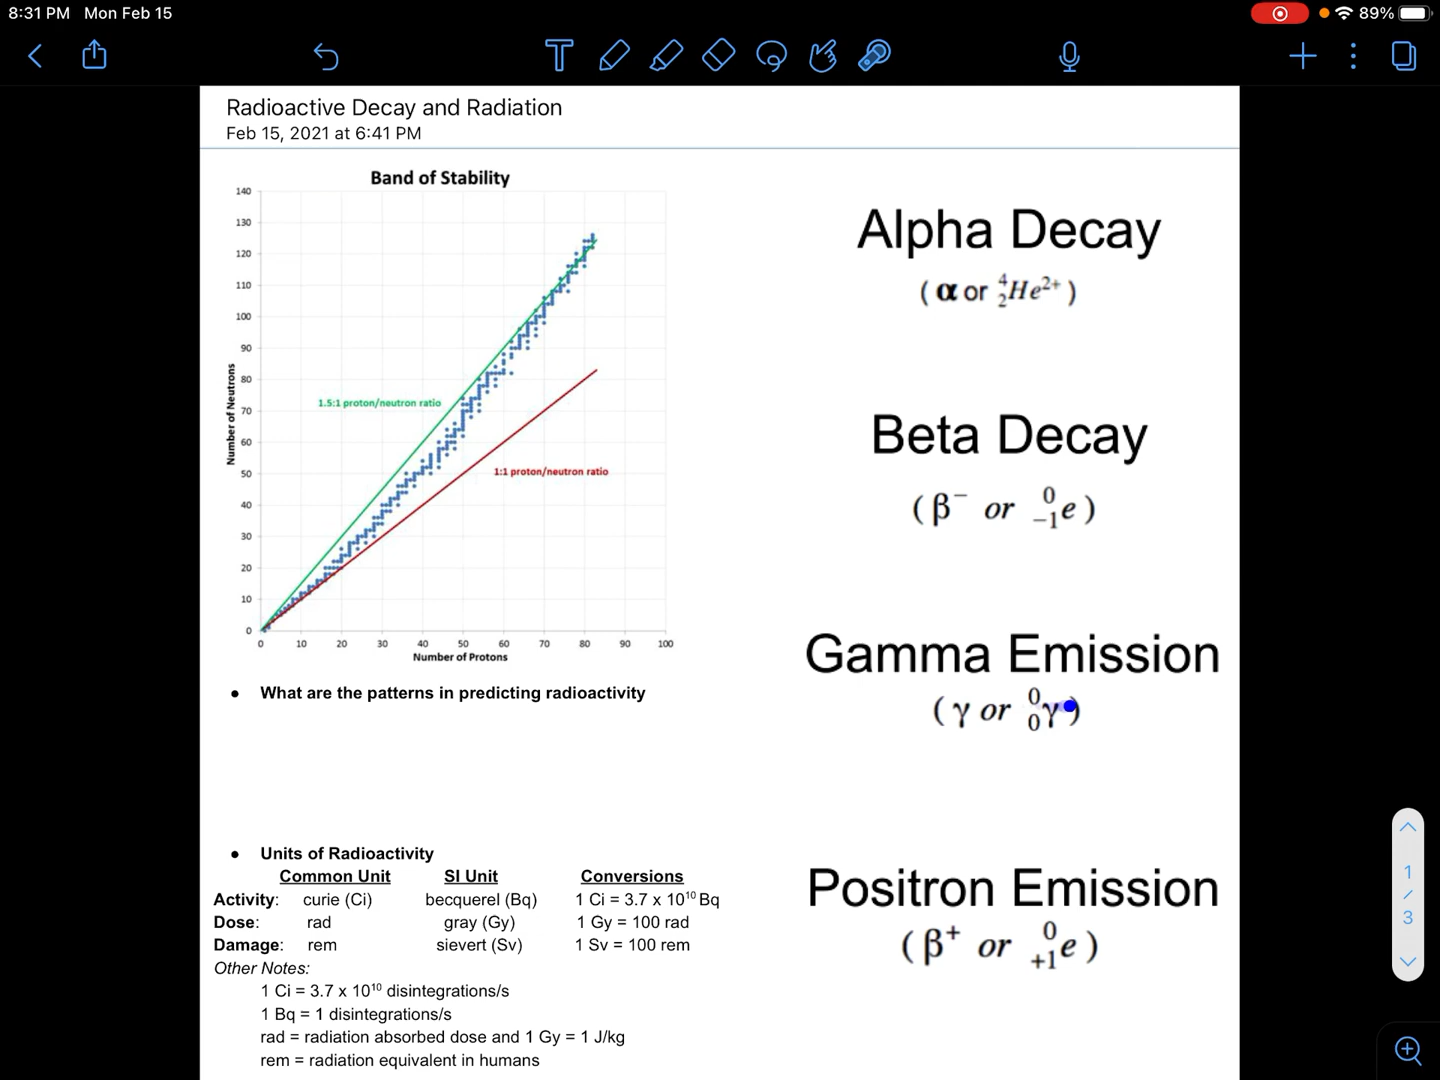 8:31 PM Mon Feb 15
89%
Radioactive Decay and Radiation
Feb 15, 2021 at 6:41 PM
Band of Stability
140
130
120
110
100
90
80
70
60
50
40
30
20
10
0
Number of Neutrons
1.5:1 proton/neutron ratio
1:1 proton/neutron ratio
0 10 20 30 40 50 60 70 80 90 100
Number of Protons
• What are the patterns in predicting radioactivity
• Units of Radioactivity
Common Unit SI Unit Conversions
Activity: curie (Ci) becquerel (Bq) 1 Ci = 3.7 x 10¹⁰ Bq
Dose: rad gray (Gy) 1 Gy = 100 rad
Damage: rem sievert (Sv) 1 Sv = 100 rem
Other Notes:
1 Ci = 3.7 x 10¹⁰ disintegrations/s
1 Bq = 1 disintegrations/s
rad = radiation absorbed dose and 1 Gy = 1 J/kg
rem = radiation equivalent in humans
Alpha Decay
( α or ⁴₂He²⁺ )
Beta Decay
( β⁻ or ⁰₋₁e )
Gamma Emission
( γ or ⁰₀γ )
Positron Emission
( β⁺ or ⁰₊₁e )
1
/
3